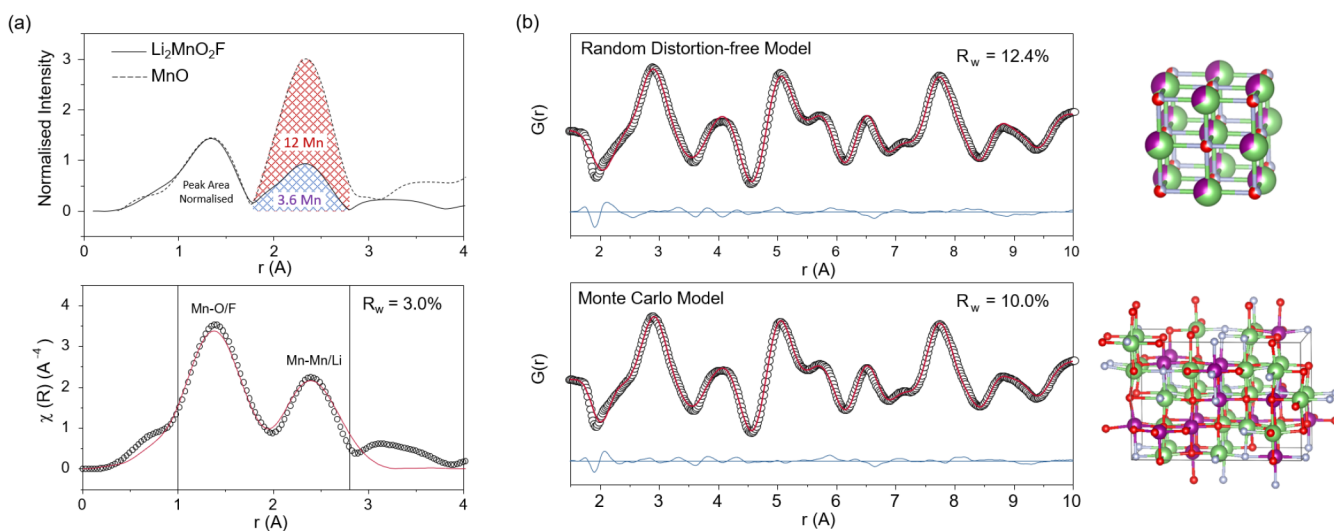 (a)
Li₂MnO₂F
MnO
Normalised Intensity
3
2
1
0
12 Mn
3.6 Mn
Peak Area
Normalised
0 1 2 3 4
r (A)
4
3
2
1
0
χ (R) (A⁻⁴)
Mn-O/F
Mn-Mn/Li
R_w = 3.0%
0 1 2 3 4
r (A)
(b)
Random Distortion-free Model
R_w = 12.4%
G(r)
2 3 4 5 6 7 8 9 10
r (A)
Monte Carlo Model
R_w = 10.0%
G(r)
2 3 4 5 6 7 8 9 10
r (A)